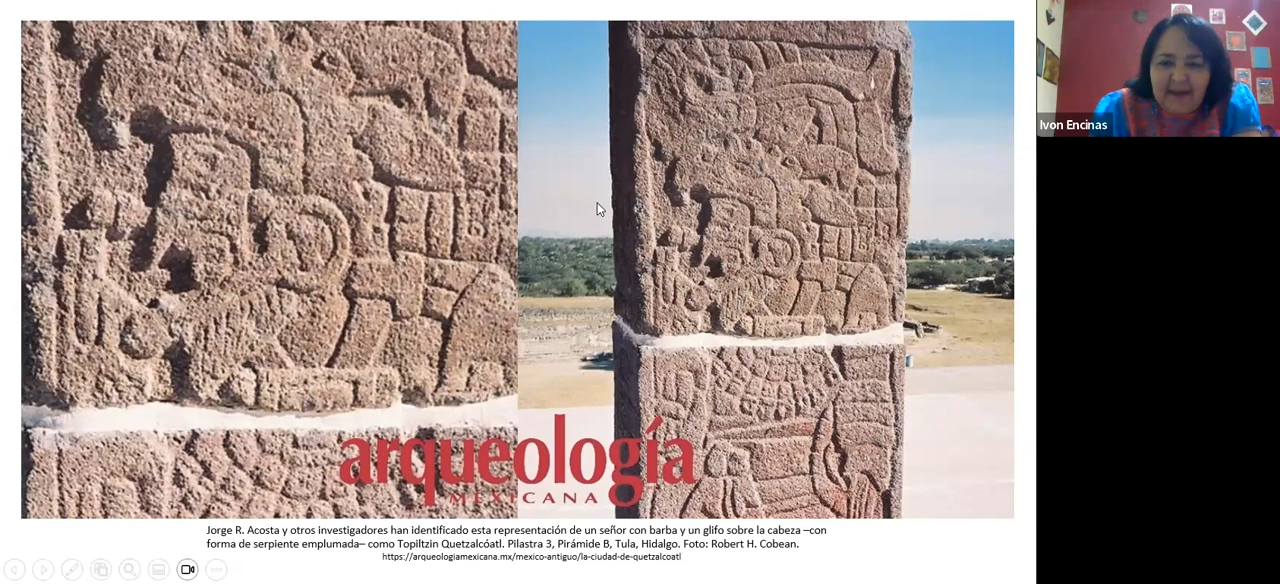 Ivon Encinas
arqueología
MEXICANA
Jorge R. Acosta y otros investigadores han identificado esta representación de un señor con barba y un glifo sobre la cabeza –con
forma de serpiente emplumada– como Topiltzin Quetzalcóatl. Pilastra 3, Pirámide B, Tula, Hidalgo. Foto: Robert H. Cobean.
https://arqueologiamexicana.mx/mexico-antiguo/la-ciudad-de-quetzalcoatl